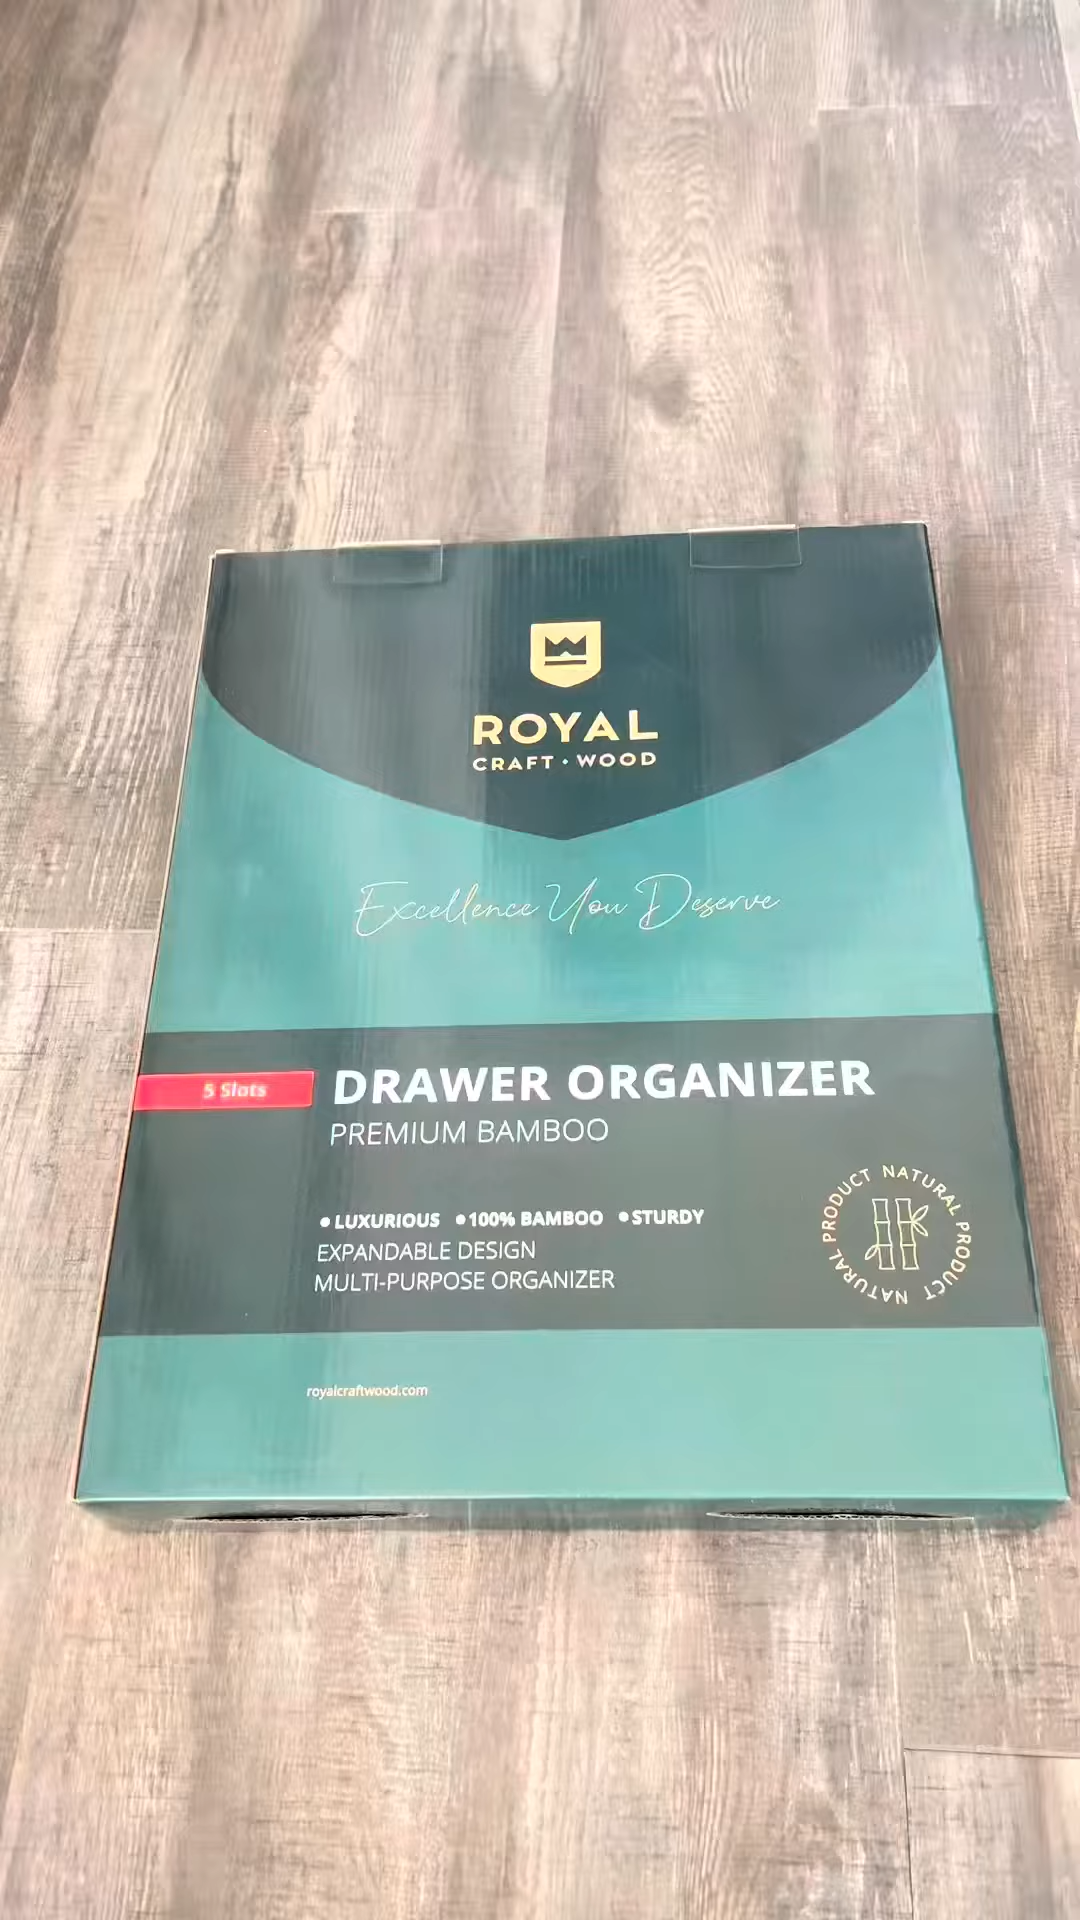 ROYAL
CRAFT • WOOD
Excellence You Deserve
5 Slots
DRAWER ORGANIZER
PREMIUM BAMBOO
• LUXURIOUS • 100% BAMBOO • STURDY
EXPANDABLE DESIGN
MULTI-PURPOSE ORGANIZER
NATURAL PRODUCT NATURAL PRODUCT
royalcraftwood.com